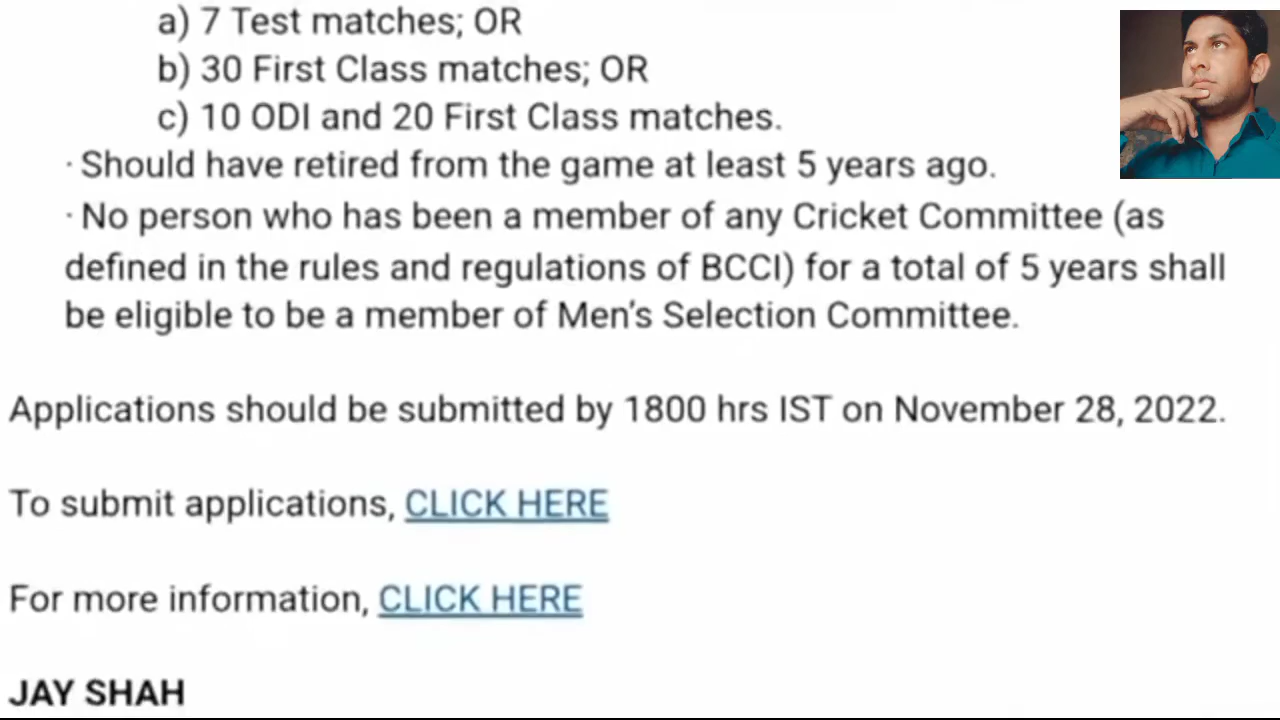 a) 7 Test matches; OR
b) 30 First Class matches; OR
c) 10 ODI and 20 First Class matches.
· Should have retired from the game at least 5 years ago.
· No person who has been a member of any Cricket Committee (as
defined in the rules and regulations of BCCI) for a total of 5 years shall
be eligible to be a member of Men's Selection Committee.
Applications should be submitted by 1800 hrs IST on November 28, 2022.
To submit applications, CLICK HERE
For more information, CLICK HERE
JAY SHAH